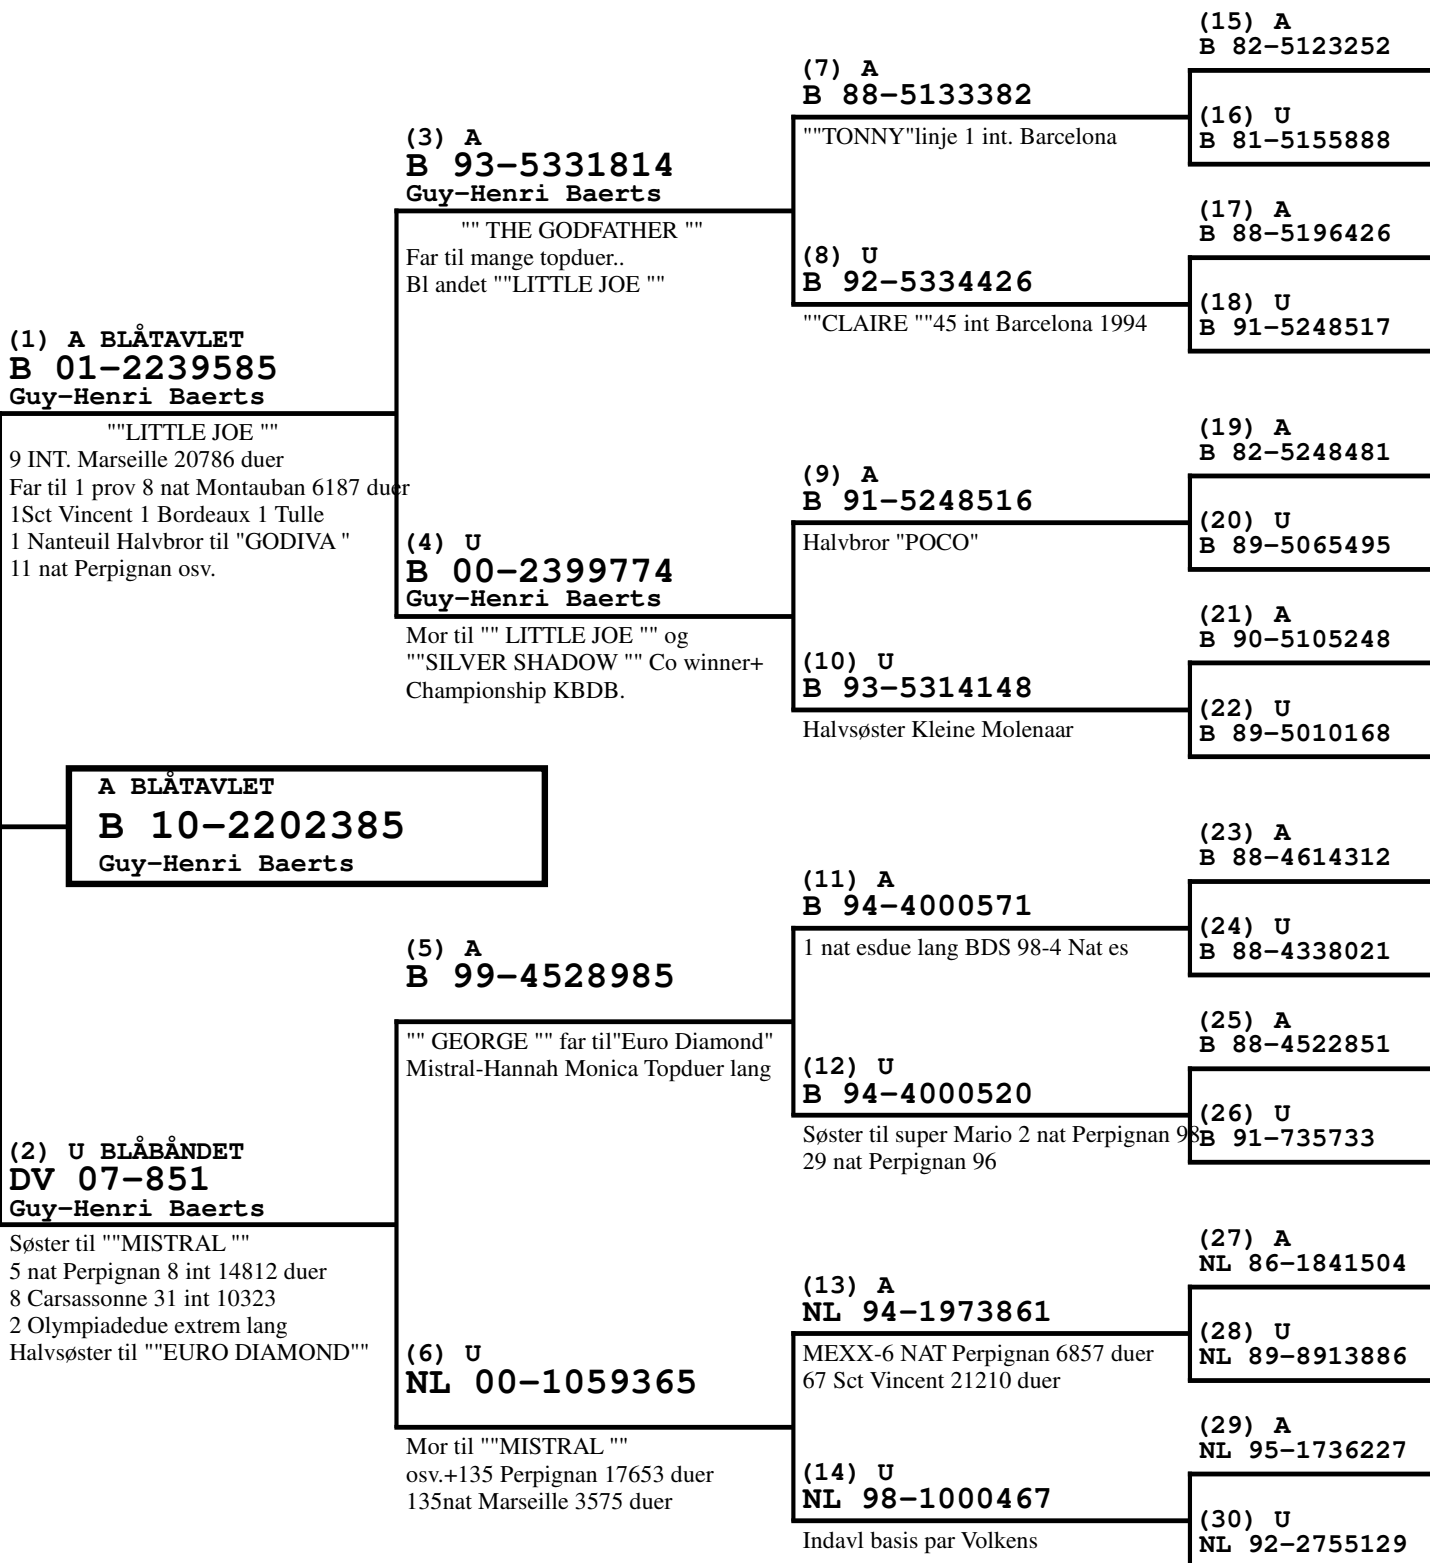 (1) A BLÅTAVLET
B 01-2239585
Guy-Henri Baerts
""LITTLE JOE ""
9 INT. Marseille 20786 duer
Far til 1 prov 8 nat Montauban 6187 duer
1Sct Vincent 1 Bordeaux 1 Tulle
1 Nanteuil Halvbror til "GODIVA "
11 nat Perpignan osv.
A BLÅTAVLET
B 10-2202385
Guy-Henri Baerts
(2) U BLÅBÅNDET
DV 07-851
Guy-Henri Baerts
Søster til ""MISTRAL ""
5 nat Perpignan 8 int 14812 duer
8 Carsassonne 31 int 10323
2 Olympiadedue extrem lang
Halvsøster til ""EURO DIAMOND""
(3) A
B 93-5331814
Guy-Henri Baerts
"" THE GODFATHER ""
Far til mange topduer..
Bl andet ""LITTLE JOE ""
(4) U
B 00-2399774
Guy-Henri Baerts
Mor til "" LITTLE JOE "" og
""SILVER SHADOW "" Co winner+
Championship KBDB.
(5) A
B 99-4528985
"" GEORGE "" far til"Euro Diamond"
Mistral-Hannah Monica Topduer lang
(6) U
NL 00-1059365
Mor til ""MISTRAL ""
osv.+135 Perpignan 17653 duer
135nat Marseille 3575 duer
(7) A
B 88-5133382
""TONNY"linje 1 int. Barcelona
(8) U
B 92-5334426
""CLAIRE ""45 int Barcelona 1994
(9) A
B 91-5248516
Halvbror "POCO"
(10) U
B 93-5314148
Halvsøster Kleine Molenaar
(11) A
B 94-4000571
1 nat esdue lang BDS 98-4 Nat es
(12) U
B 94-4000520
Søster til super Mario 2 nat Perpignan 98
29 nat Perpignan 96
(13) A
NL 94-1973861
MEXX-6 NAT Perpignan 6857 duer
67 Sct Vincent 21210 duer
(14) U
NL 98-1000467
Indavl basis par Volkens
(15) A
B 82-5123252
(16) U
B 81-5155888
(17) A
B 88-5196426
(18) U
B 91-5248517
(19) A
B 82-5248481
(20) U
B 89-5065495
(21) A
B 90-5105248
(22) U
B 89-5010168
(23) A
B 88-4614312
(24) U
B 88-4338021
(25) A
B 88-4522851
(26) U
B 91-735733
(27) A
NL 86-1841504
(28) U
NL 89-8913886
(29) A
NL 95-1736227
(30) U
NL 92-2755129